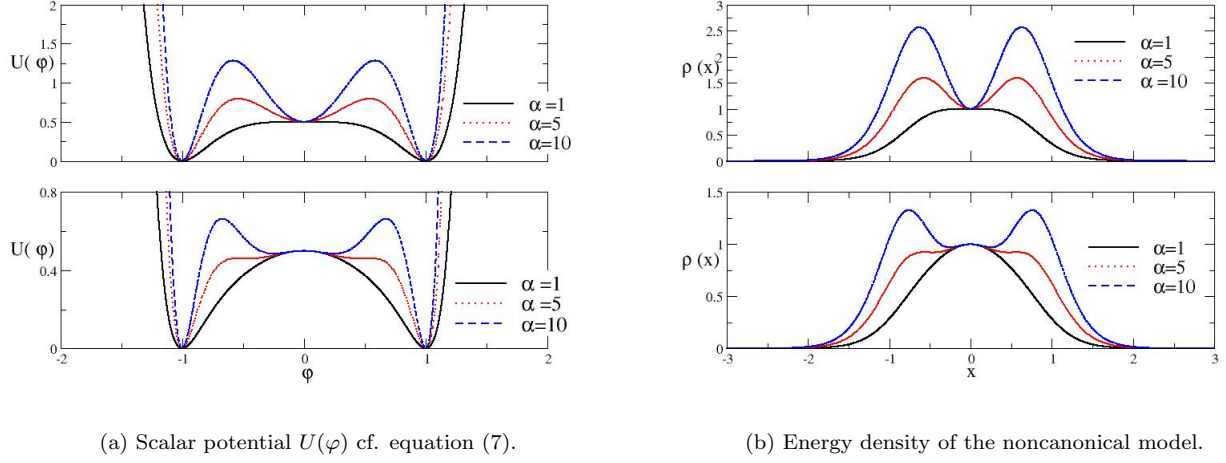 2
1.5
U(φ)
1
0.5
0
α=1
α=5
α=10
0.8
U(φ)
0.4
0
α=1
α=5
α=10
-2 -1 0 1 2
φ
3
2.5
ρ(x)
2
1.5
1
0.5
0
α=1
α=5
α=10
1.5
ρ(x)
1
0.5
0
α=1
α=5
α=10
-3 -2 -1 0 1 2 3
x
(a) Scalar potential U(φ) cf. equation (7).
(b) Energy density of the noncanonical model.